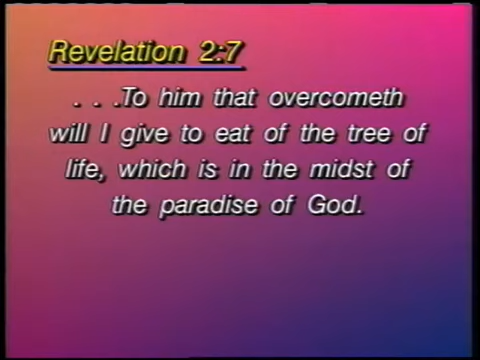 Revelation 2:7
. . .To him that overcometh
will I give to eat of the tree of
life, which is in the midst of
the paradise of God.